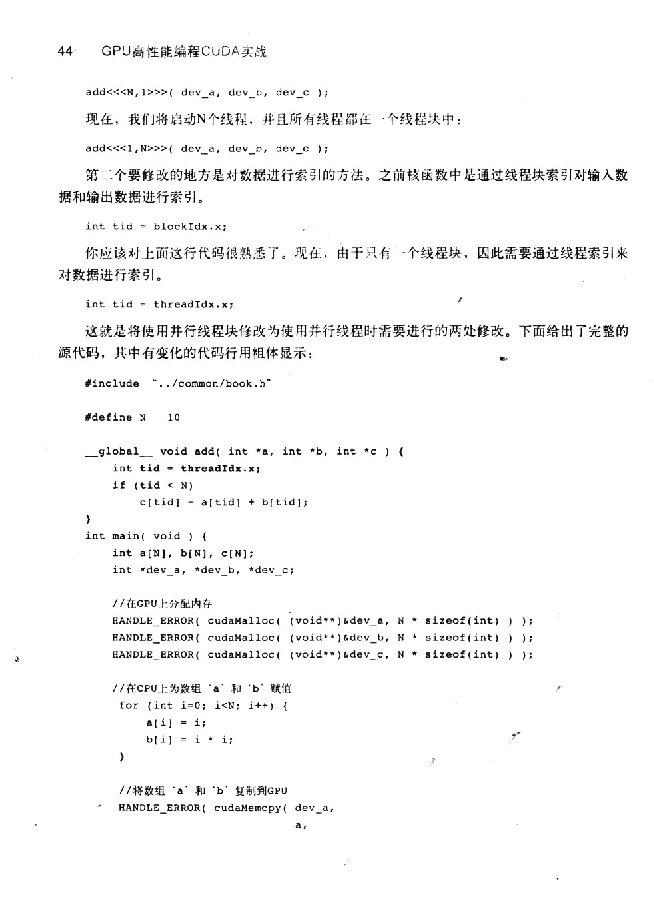 44 GPU高性能编程CUDA实战
add<<<N,1>>>( dev_a, dev_b, dev_c );
现在，我们将启动N个线程，并且所有线程都在一个线程块中：
add<<<1,N>>>( dev_a, dev_b, dev_c );
第二个要修改的地方是对数据进行索引的方法。之前核函数中是通过线程块索引对输入数
据和输出数据进行索引。
int tid = blockIdx.x;
你应该对上面这行代码很熟悉了。现在，由于只有一个线程块，因此需要通过线程索引来
对数据进行索引。
int tid = threadIdx.x;
这就是将使用并行线程块修改为使用并行线程时需要进行的两处修改。下面给出了完整的
源代码，其中有变化的代码行用粗体显示：
#include "../common/book.h"
#define N 10
__global__ void add( int *a, int *b, int *c ) {
int tid = threadIdx.x;
if (tid < N)
c[tid] = a[tid] + b[tid];
}
int main( void ) {
int a[N], b[N], c[N];
int *dev_a, *dev_b, *dev_c;
//在GPU上分配内存
HANDLE_ERROR( cudaMalloc( (void**)&dev_a, N * sizeof(int) ) );
HANDLE_ERROR( cudaMalloc( (void**)&dev_b, N * sizeof(int) ) );
HANDLE_ERROR( cudaMalloc( (void**)&dev_c, N * sizeof(int) ) );
//在CPU上为数组 'a' 和 'b' 赋值
for (int i=0; i<N; i++) {
a[i] = i;
b[i] = i * i;
}
//将数组 'a' 和 'b' 复制到GPU
HANDLE_ERROR( cudaMemcpy( dev_a,
a,